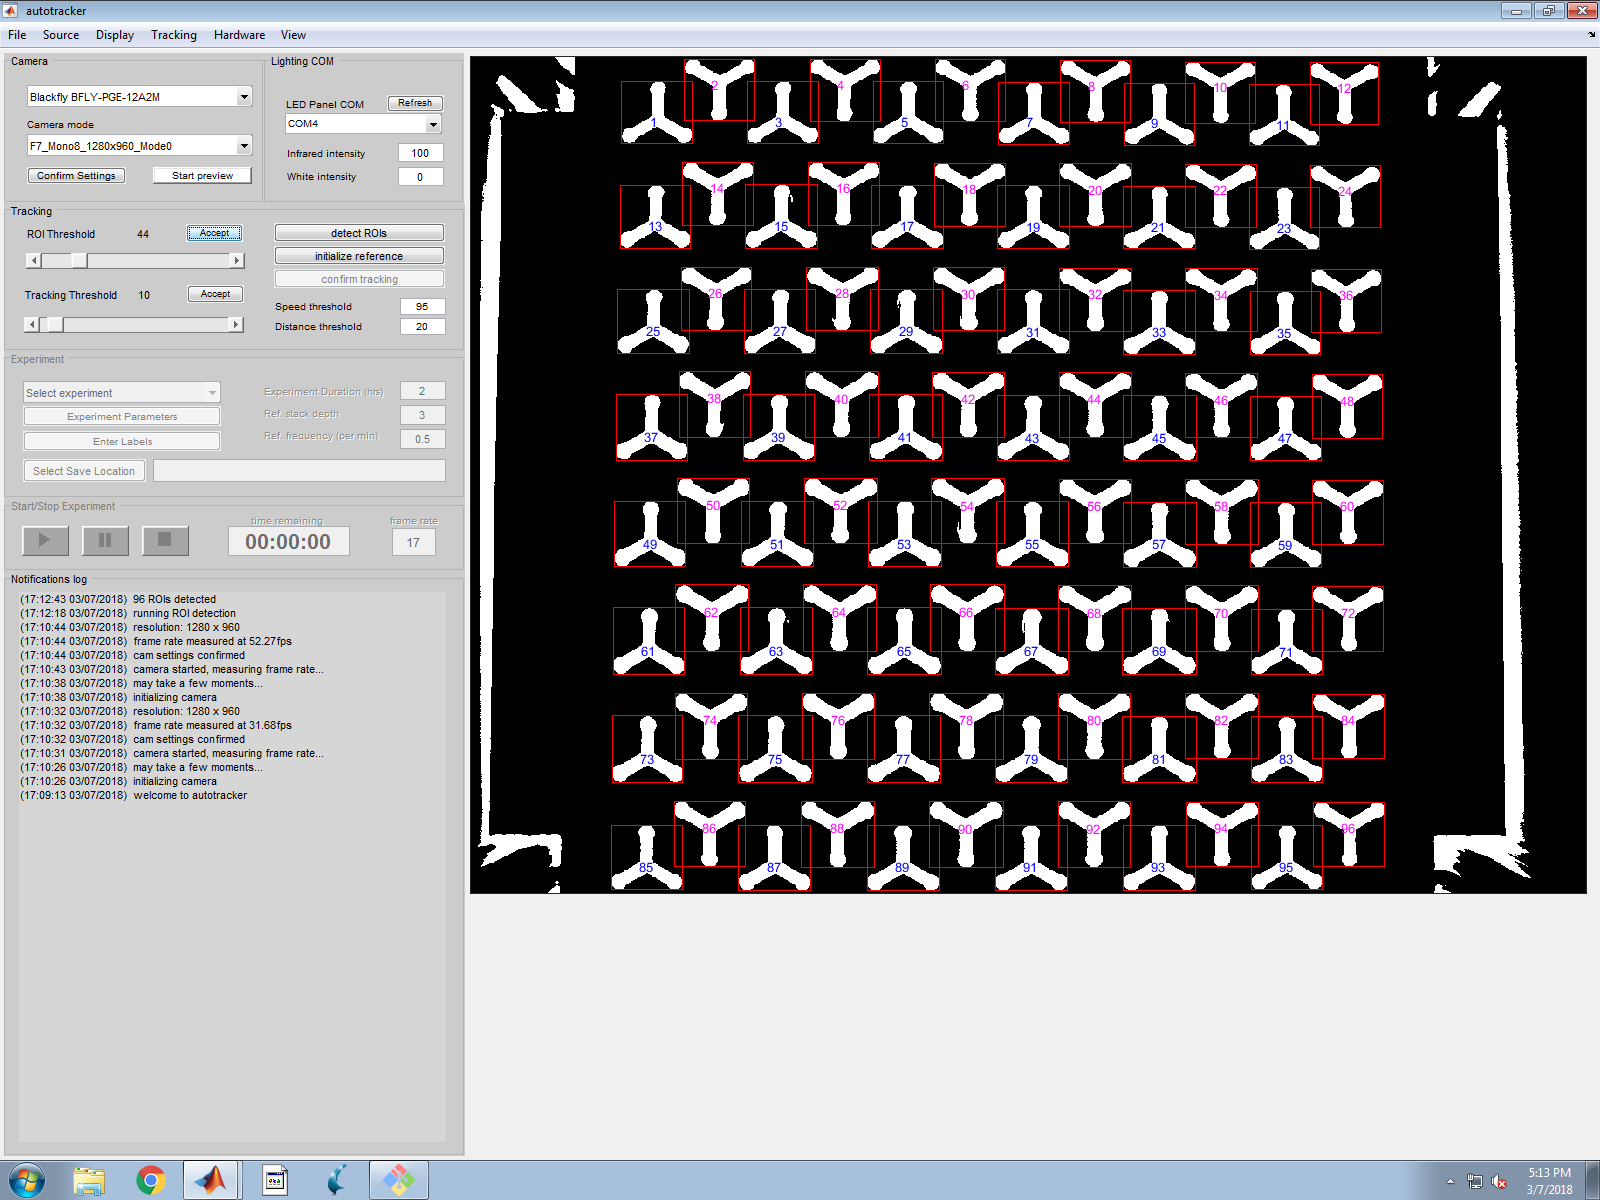 autotracker
File Source Display Tracking Hardware View
Camera
Blackfly BFLY-PGE-12A2M
Camera mode
F7_Mono8_1280x960_Mode0
Confirm Settings Start preview
Lighting COM
LED Panel COM Refresh
COM4
Infrared intensity 100
White intensity 0
Tracking
ROI Threshold 44 Accept
Tracking Threshold 10 Accept
detect ROIs
initialize reference
confirm tracking
Speed threshold 95
Distance threshold 20
Experiment
Select experiment
Experiment Parameters
Enter Labels
Select Save Location
Experiment Duration (hrs) 2
Ref. stack depth 3
Ref. frequency (per min) 0.5
Start/Stop Experiment
time remaining
00:00:00
frame rate
17
Notifications log
(17:12:43 03/07/2018) 96 ROIs detected
(17:12:18 03/07/2018) running ROI detection
(17:10:44 03/07/2018) resolution: 1280 x 960
(17:10:44 03/07/2018) frame rate measured at 52.27fps
(17:10:44 03/07/2018) cam settings confirmed
(17:10:43 03/07/2018) camera started, measuring frame rate...
(17:10:38 03/07/2018) may take a few moments...
(17:10:38 03/07/2018) initializing camera
(17:10:32 03/07/2018) resolution: 1280 x 960
(17:10:32 03/07/2018) frame rate measured at 31.68fps
(17:10:32 03/07/2018) cam settings confirmed
(17:10:31 03/07/2018) camera started, measuring frame rate...
(17:10:26 03/07/2018) may take a few moments...
(17:10:26 03/07/2018) initializing camera
(17:09:13 03/07/2018) welcome to autotracker
2 4 6 8 10 12
1 3 5 7 9 11
14 16 18 20 22 24
13 15 17 19 21 23
26 28 30 32 34 36
25 27 29 31 33 35
38 40 42 44 46 48
37 39 41 43 45 47
50 52 54 56 58 60
49 51 53 55 57 59
62 64 66 68 70 72
61 63 65 67 69 71
74 76 78 80 82 84
73 75 77 79 81 83
86 88 90 92 94 96
85 87 89 91 93 95
5:13 PM
3/7/2018